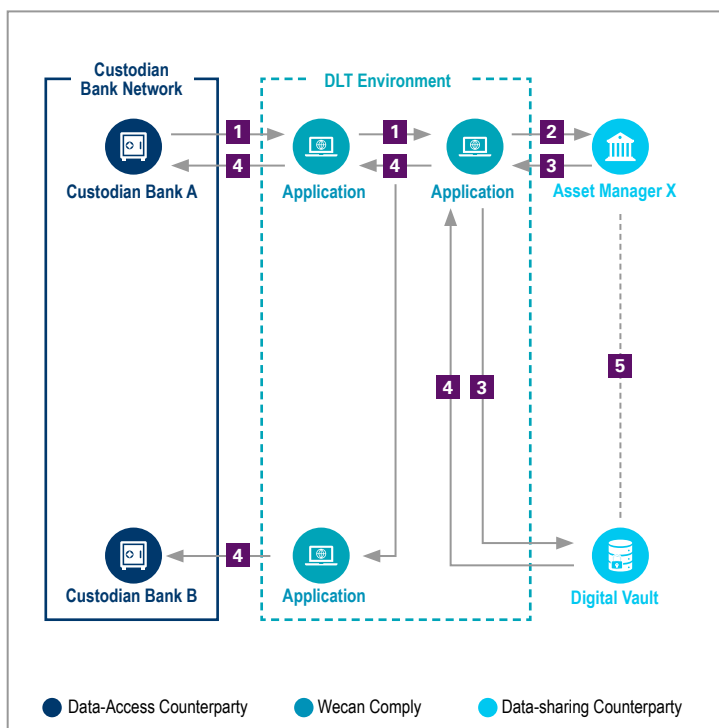 Custodian
Bank Network
DLT Environment
1
1
2
4
4
3
Custodian Bank A
Application
Application
Asset Manager X
5
4
3
4
Custodian Bank B
Application
Digital Vault
Data-Access Counterparty
Wecan Comply
Data-sharing Counterparty